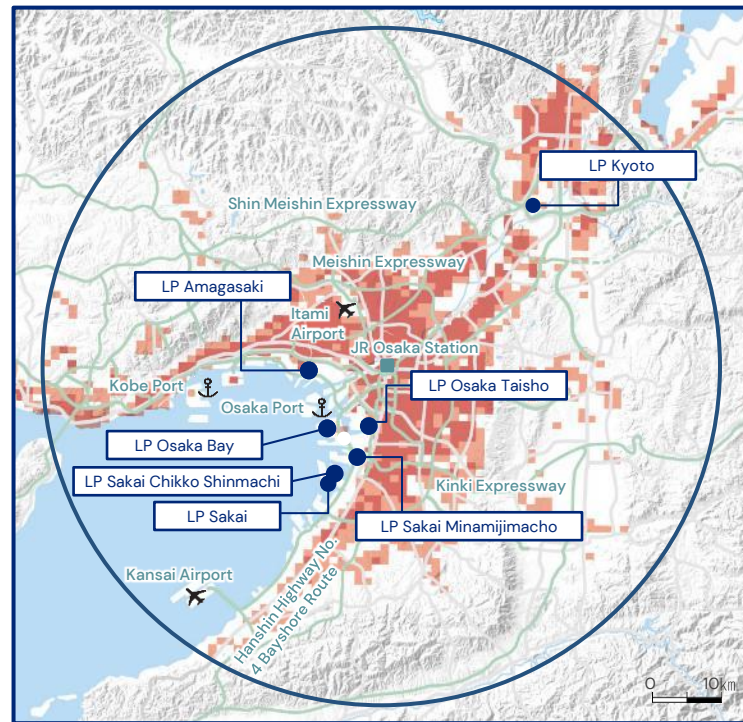 LP Kyoto
Shin Meishin Expressway
Meishin Expressway
LP Amagasaki
Itami
Airport
JR Osaka Station
Kobe Port
Osaka Port
LP Osaka Taisho
LP Osaka Bay
LP Sakai Chikko Shinmachi
Kinki Expressway
LP Sakai
LP Sakai Minamijimacho
Kansai Airport
Hanshin Highway No.
4 Bayshore Route
0 10km